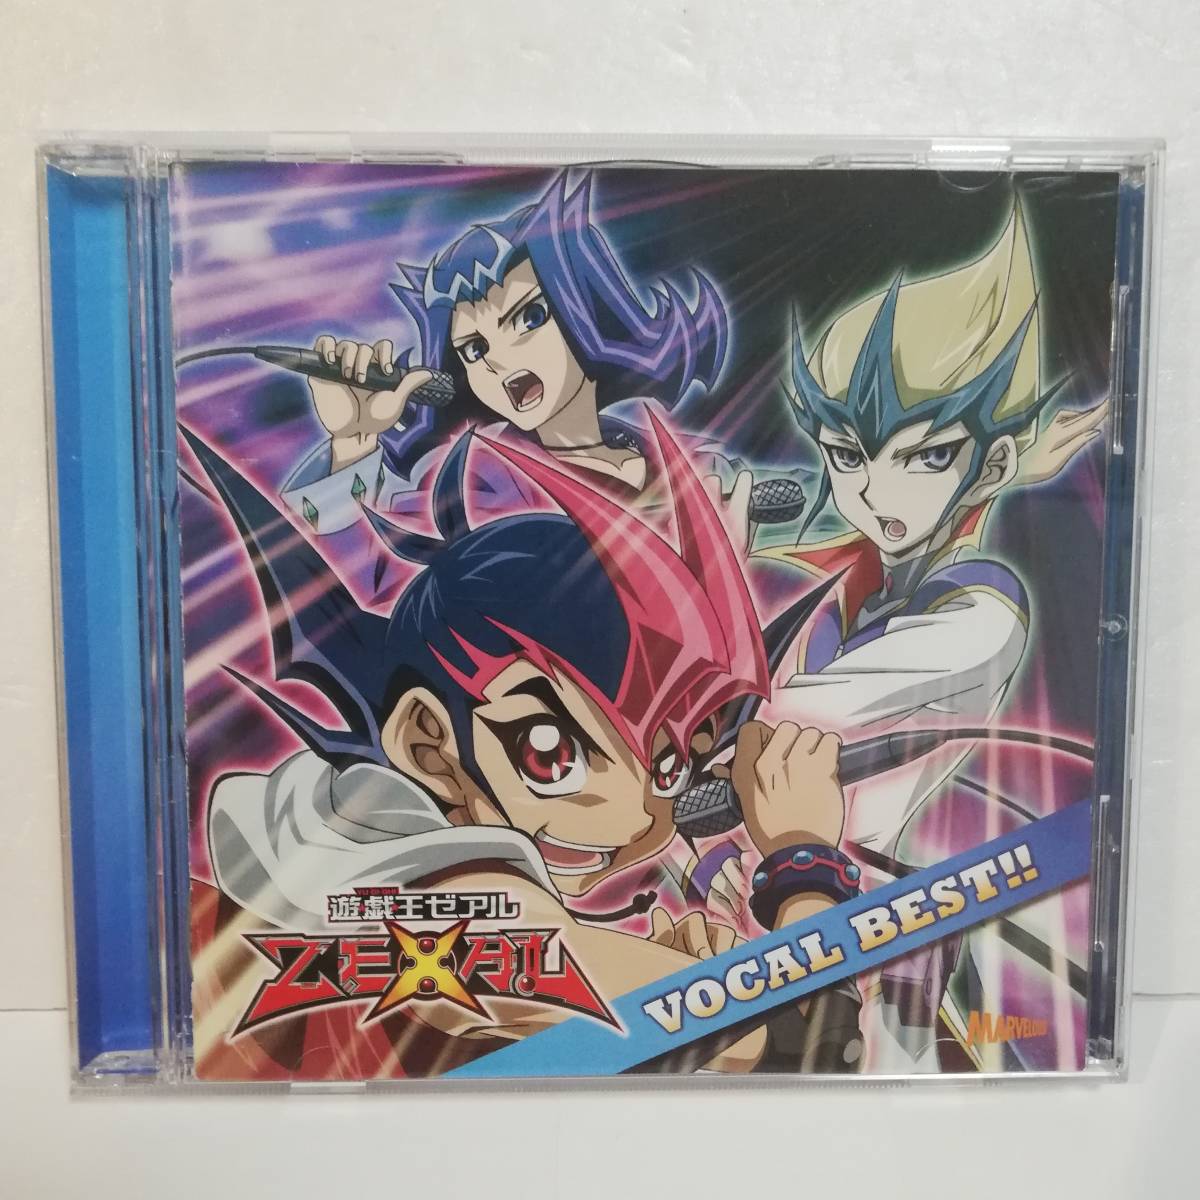 YU-GI-OH!
遊戯王ゼアル
ZEXAL
VOCAL BEST!!
MARVELOUS